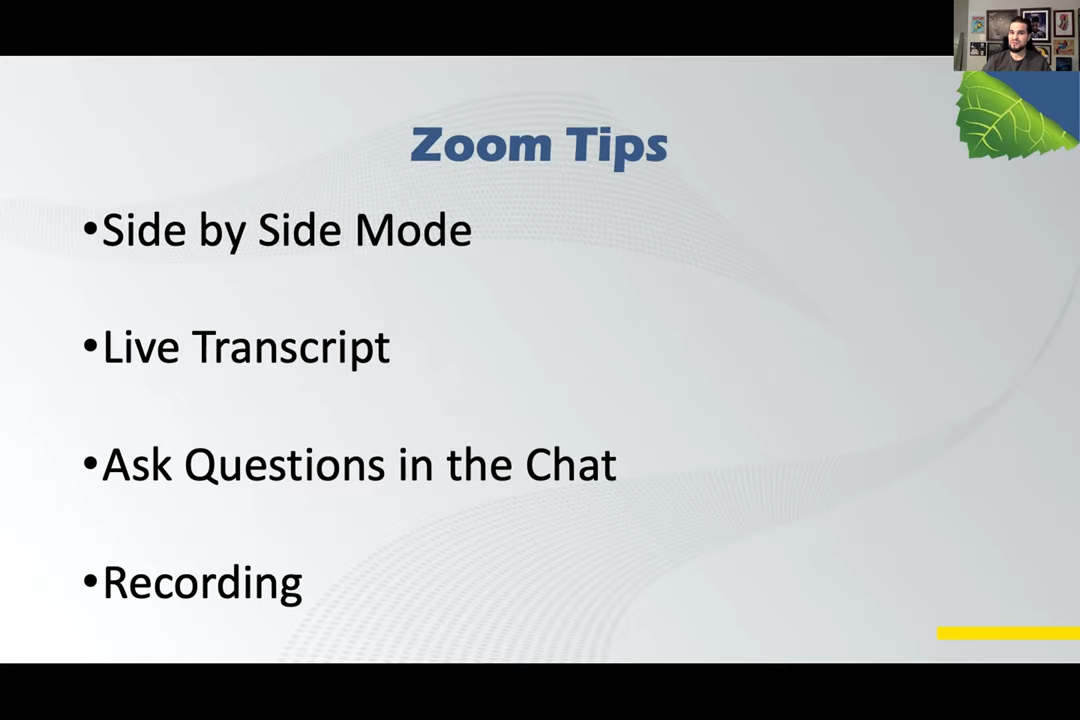 Zoom Tips
•Side by Side Mode
•Live Transcript
•Ask Questions in the Chat
•Recording